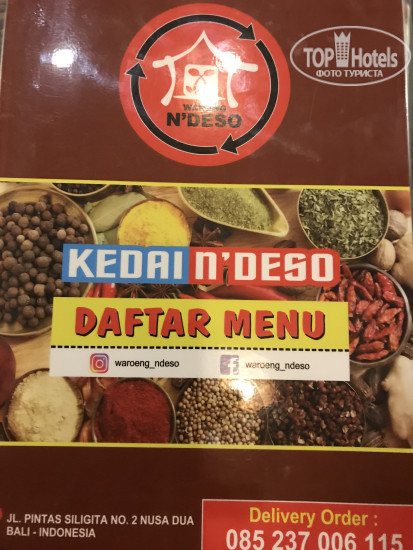 TOP Hotels
ФОТО ТУРИСТА
WAROENG
N'DESO
KEDAI N'DESO
DAFTAR MENU
waroeng_ndeso
waroeng_ndeso
JL. PINTAS SILIGITA NO. 2 NUSA DUA
BALI - INDONESIA
Delivery Order :
085 237 006 115